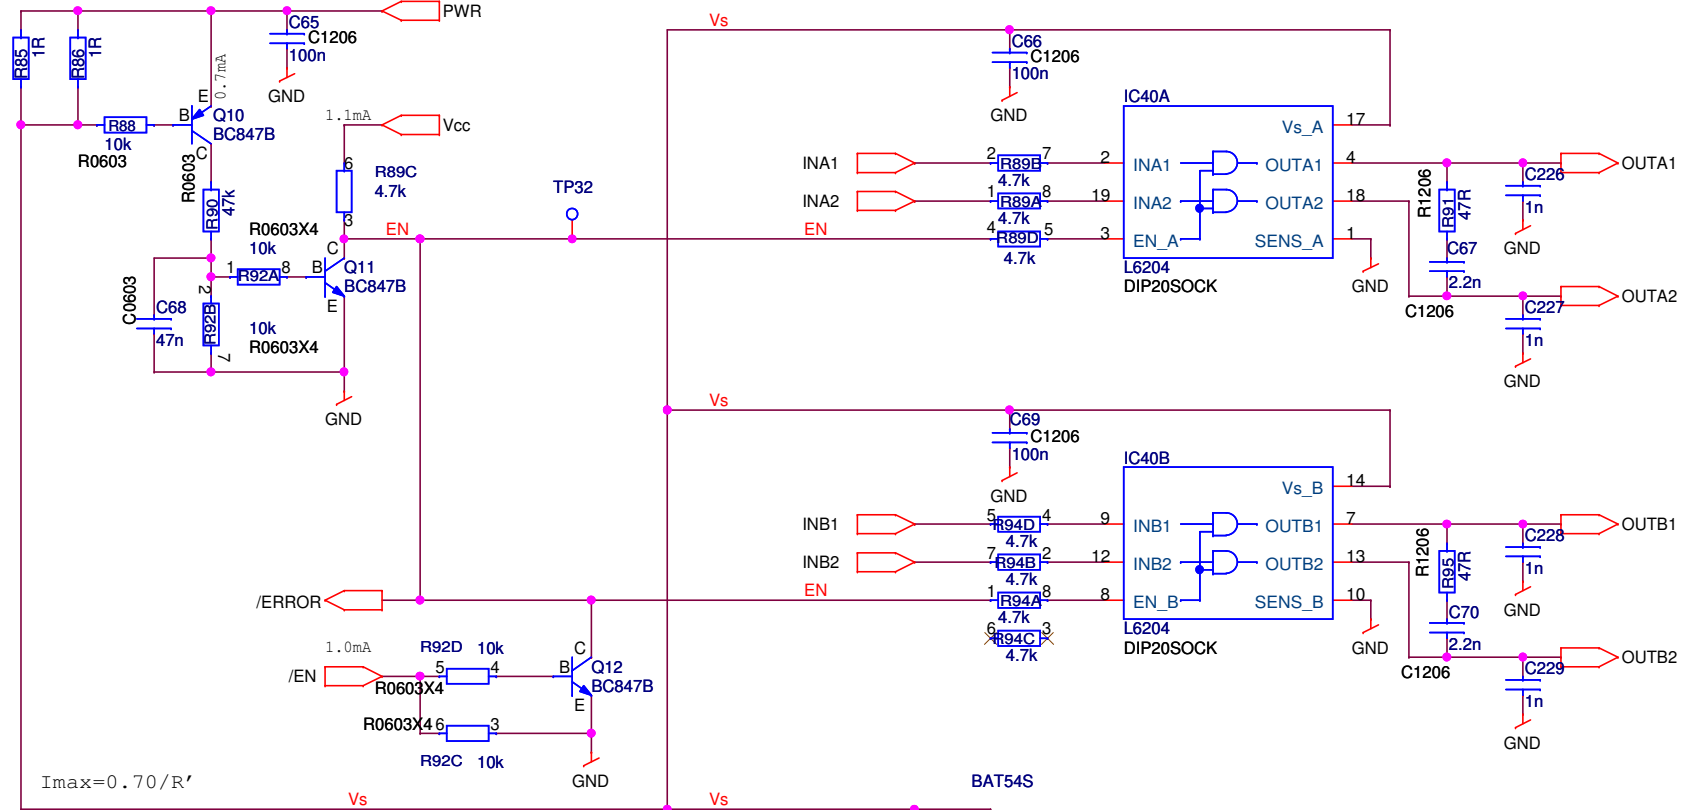 PWR
R85
1R
R86
1R
C65
C1206
100n
GND
0.7mA
E
B
C
Q10
BC847B
R88
10k
R0603
R0603
R90
47k
1.1mA
Vcc
6
R89C
4.7k
3
EN
TP32
R0603X4
10k
1
R92A
8
B
C
Q11
BC847B
E
C0603
C68
47n
2
R92B
7
10k
R0603X4
GND
Vs
C66
C1206
100n
GND
IC40A
Vs_A
17
INA1
2
R89B
7
4.7k
2
INA1
OUTA1
4
INA2
1
R89A
8
4.7k
19
INA2
OUTA2
18
EN
4
R89D
5
4.7k
3
EN_A
SENS_A
1
L6204
DIP20SOCK
GND
R1206
R91
47R
C67
2.2n
C1206
C226
1n
GND
OUTA1
OUTA2
C227
1n
GND
Vs
C69
C1206
100n
GND
IC40B
Vs_B
14
INB1
5
R94D
4
4.7k
9
INB1
OUTB1
7
INB2
7
R94B
2
4.7k
12
INB2
OUTB2
13
EN
1
R94A
8
4.7k
8
EN_B
SENS_B
10
6
R94C
3
4.7k
L6204
DIP20SOCK
GND
R1206
R95
47R
C70
2.2n
C1206
C228
1n
GND
OUTB1
OUTB2
C229
1n
GND
/ERROR
1.0mA
/EN
R92D
10k
5
4
R0603X4
B
C
Q12
BC847B
E
R0603X4
6
3
R92C
10k
GND
Imax=0.70/R'
Vs
Vs
BAT54S